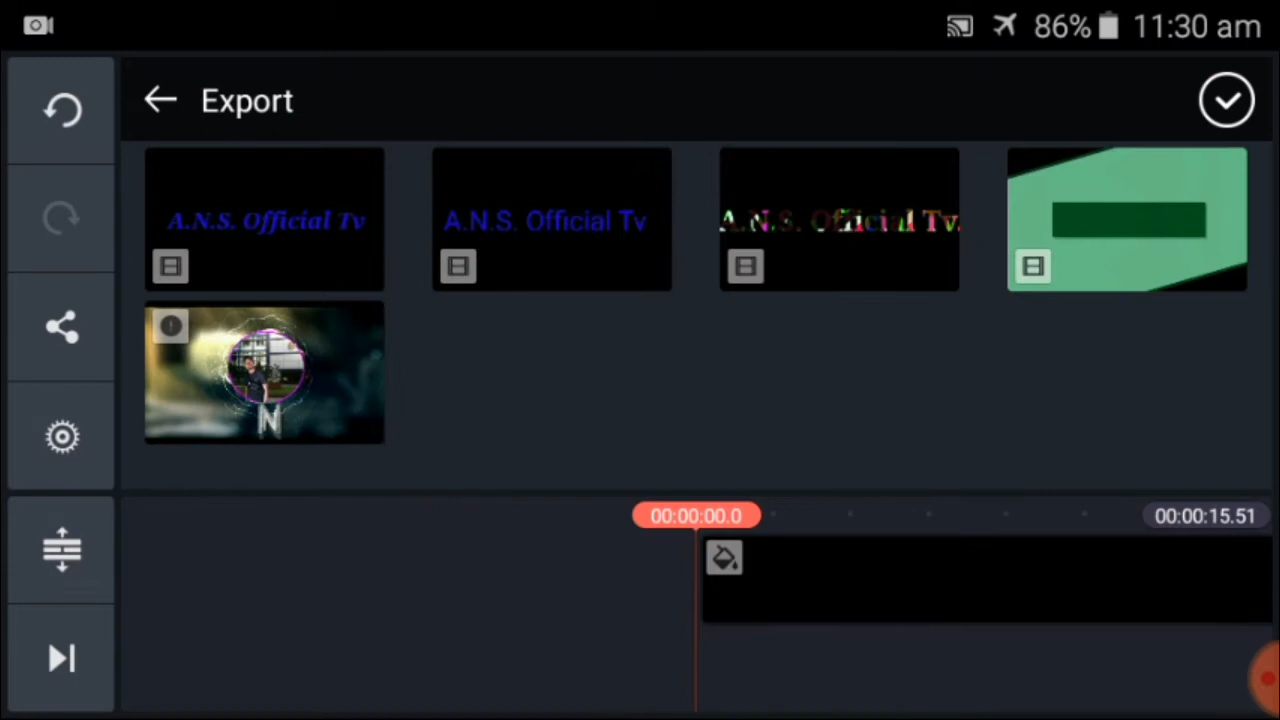 86% 11:30 am
Export
A.N.S. Official Tv
A.N.S. Official Tv
A.N.S. Official Tv.
N
00:00:00.0
00:00:15.51